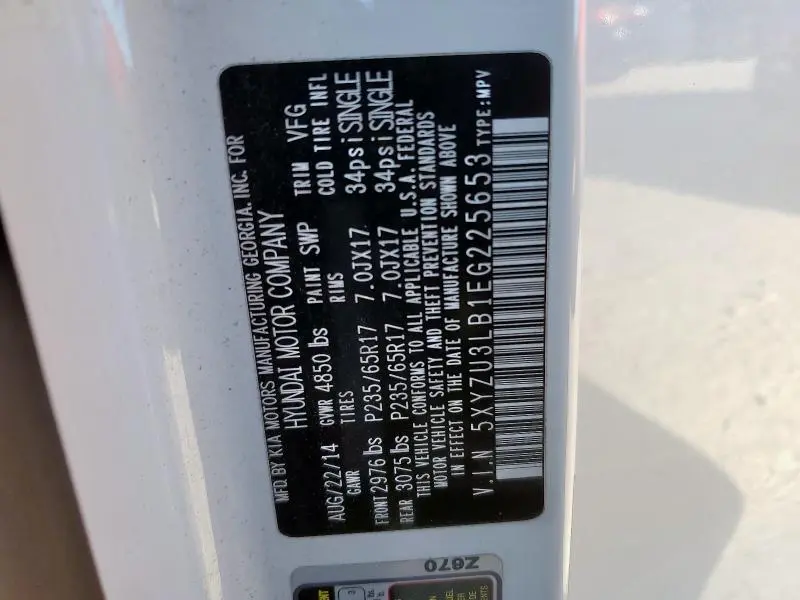 MFD BY KIA MOTORS MANUFACTURING GEORGIA, INC. FOR
HYUNDAI MOTOR COMPANY
AUG/22/14 GVWR 4850 lbs PAINT SWP TRIM VFG
GAWR TIRES RIMS COLD TIRE INFL
FRONT 2976 lbs P235/65R17 7.0JX17 34psi SINGLE
REAR 3075 lbs P235/65R17 7.0JX17 34psi SINGLE
THIS VEHICLE CONFORMS TO ALL APPLICABLE U.S.A. FEDERAL
MOTOR VEHICLE SAFETY AND THEFT PREVENTION STANDARDS
IN EFFECT ON THE DATE OF MANUFACTURE SHOWN ABOVE
V.I.N 5XYZU3LB1EG225653 TYPE:MPV
Z670